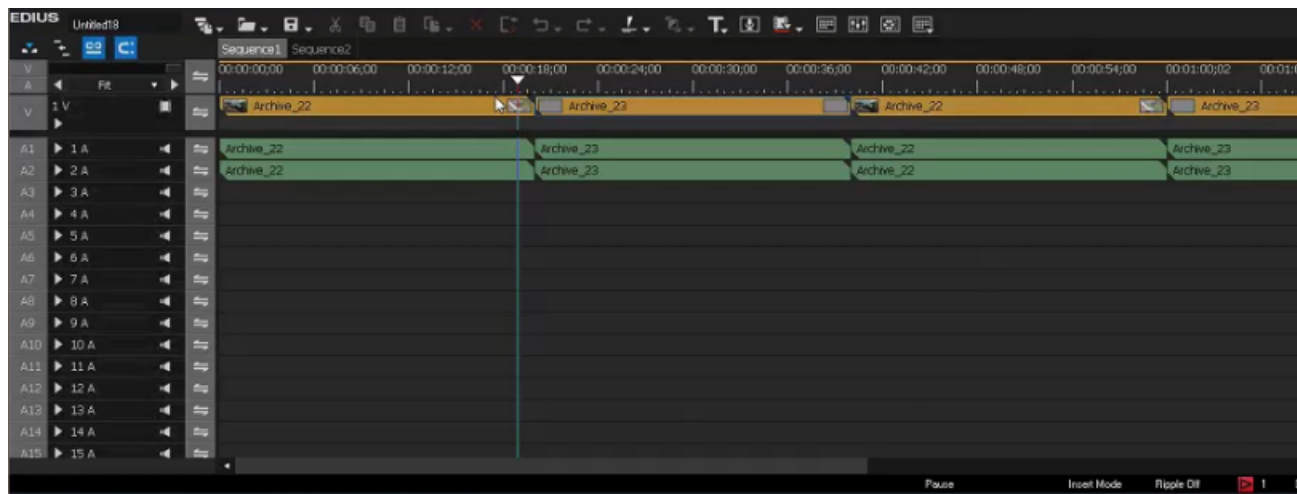 EDIUS Untitled18
Sequence1 Sequence2
V 00:00:00;00 00:00:06;00 00:00:12;00 00:00:18;00 00:00:24;00 00:00:30;00 00:00:36;00 00:00:42;00 00:00:48;00 00:00:54;00 00:01:00;02 00:01:
A Fit
V 1 V Archive_22 Archive_23 Archive_22 Archive_23
A1 1 A Archive_22 Archive_23 Archive_22 Archive_23
A2 2 A Archive_22 Archive_23 Archive_22 Archive_23
A3 3 A
A4 4 A
A5 5 A
A6 6 A
A7 7 A
A8 8 A
A9 9 A
A10 10 A
A11 11 A
A12 12 A
A13 13 A
A14 14 A
A15 15 A
Pause Insert Mode Ripple Off 1